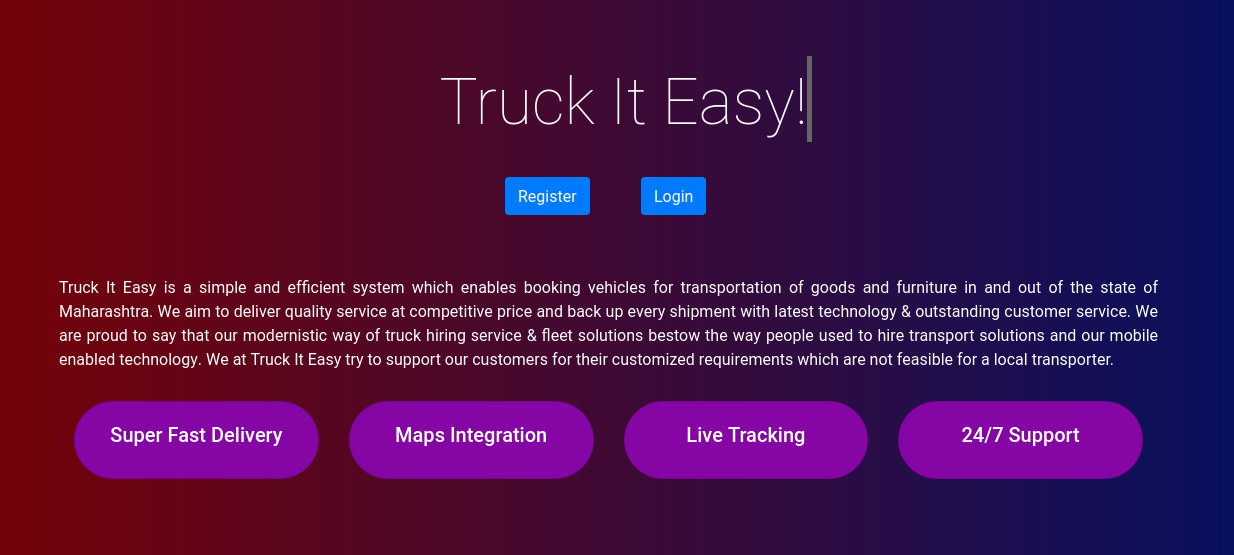 Truck It Easy!
Register Login
Truck It Easy is a simple and efficient system which enables booking vehicles for transportation of goods and furniture in and out of the state of
Maharashtra. We aim to deliver quality service at competitive price and back up every shipment with latest technology & outstanding customer service. We
are proud to say that our modernistic way of truck hiring service & fleet solutions bestow the way people used to hire transport solutions and our mobile
enabled technology. We at Truck It Easy try to support our customers for their customized requirements which are not feasible for a local transporter.
Super Fast Delivery Maps Integration Live Tracking 24/7 Support